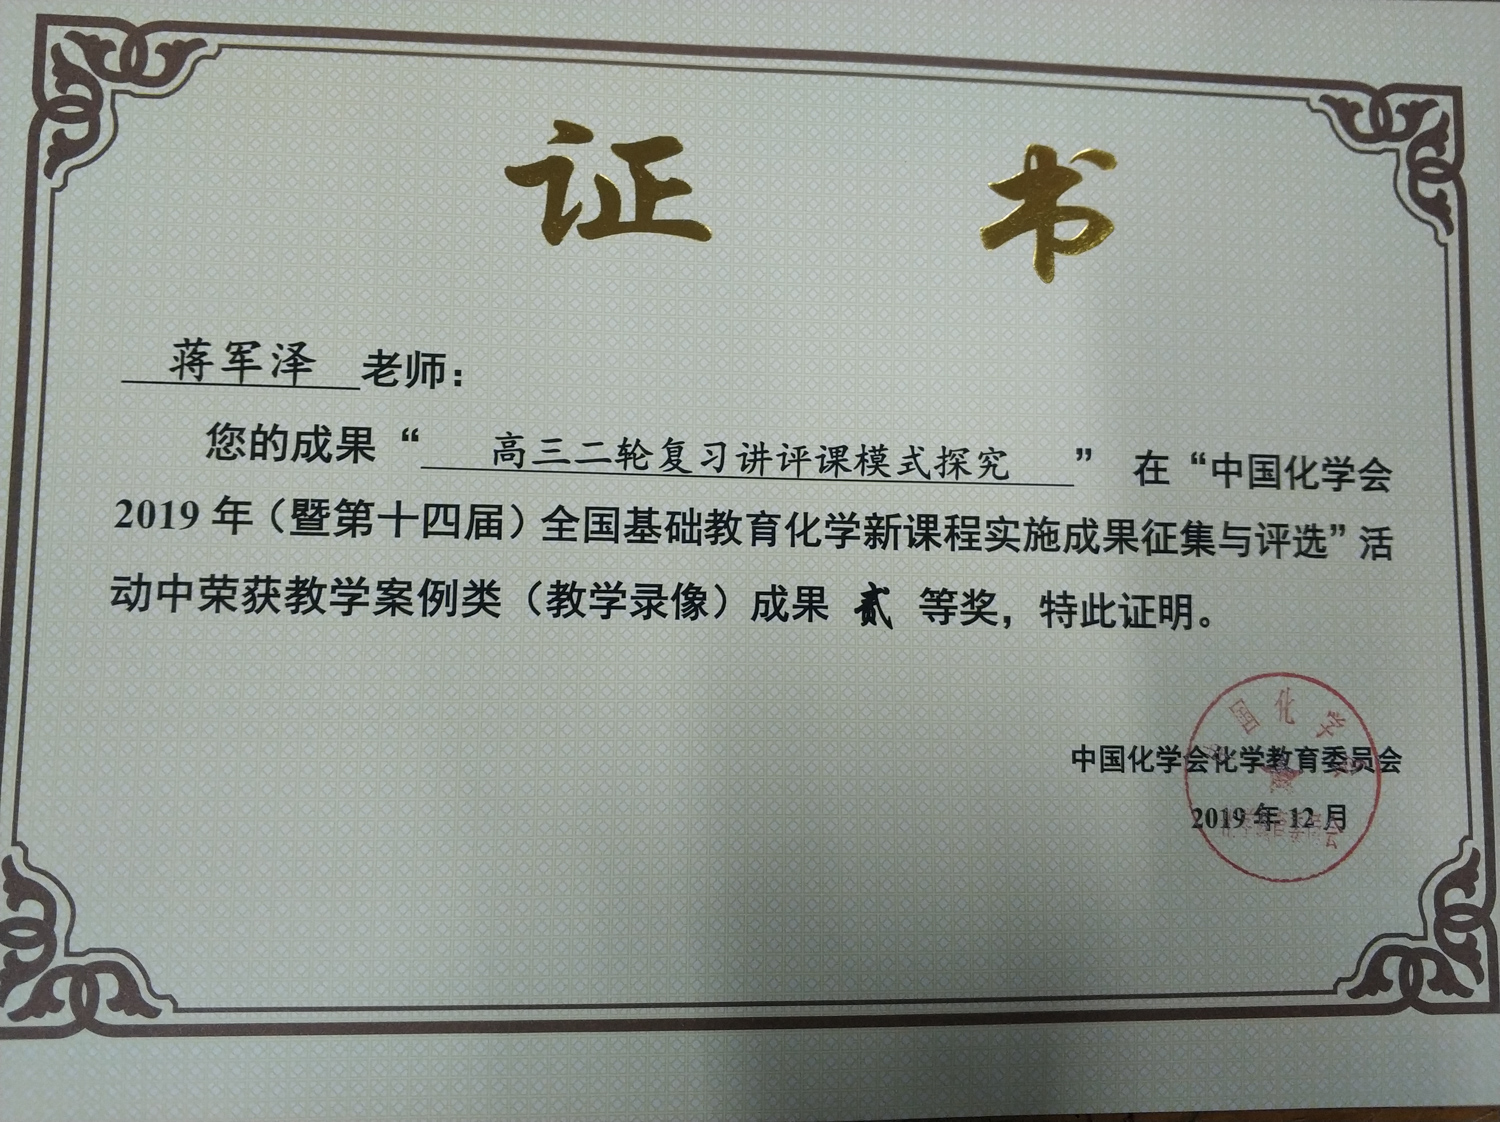 证 书
蒋军泽 老师：
您的成果“ 高三二轮复习讲评课模式探究 ” 在“中国化学会
2019 年（暨第十四届）全国基础教育化学新课程实施成果征集与评选”活
动中荣获教学案例类（教学录像）成果 贰 等奖，特此证明。
中国化学会化学教育委员会
2019 年 12 月
国化学